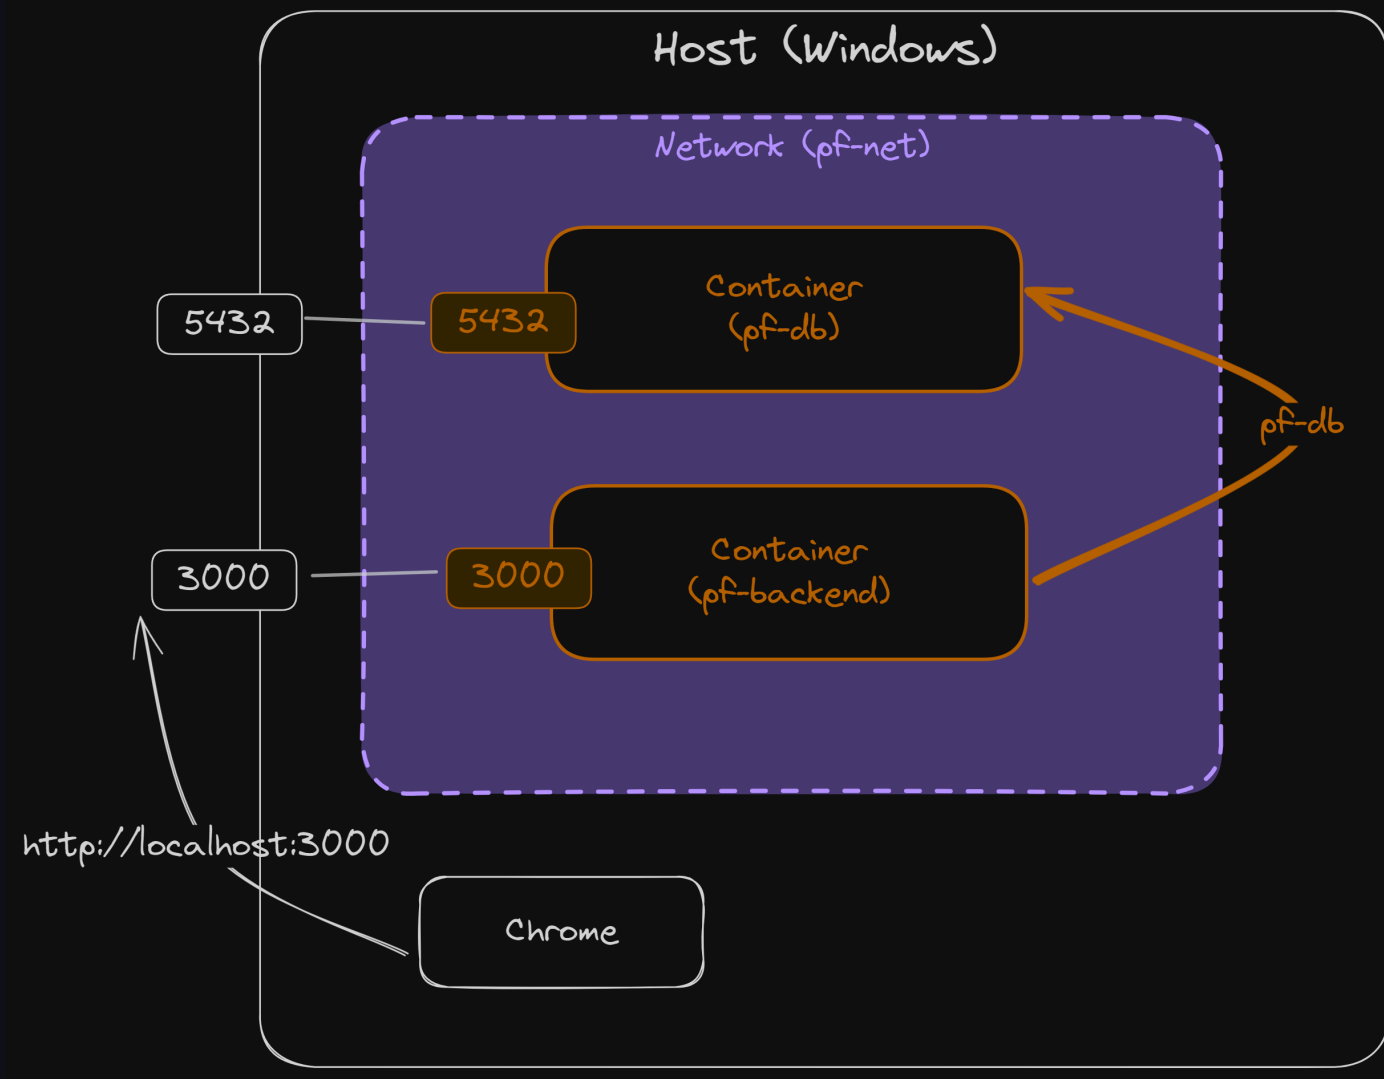 Host (Windows)
Network (pf-net)
Container
(pf-db)
5432
5432
pf-db
Container
(pf-backend)
3000
3000
http://localhost:3000
Chrome